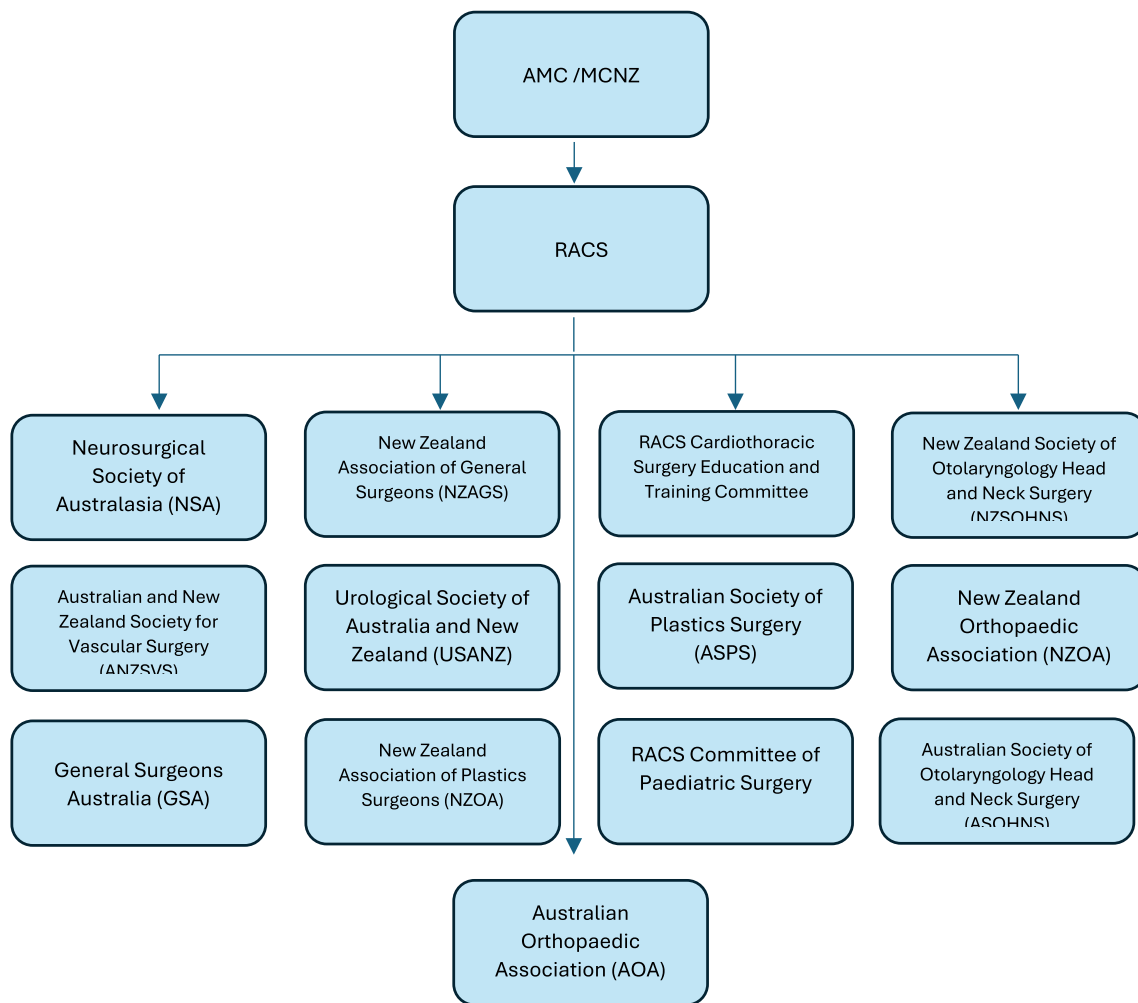 AMC /MCNZ
RACS
Neurosurgical
Society of
Australasia (NSA)
New Zealand
Association of General
Surgeons (NZAGS)
RACS Cardiothoracic
Surgery Education and
Training Committee
New Zealand Society of
Otolaryngology Head
and Neck Surgery
(NZSOHNS)
Australian and New
Zealand Society for
Vascular Surgery
(ANZSVS)
Urological Society of
Australia and New
Zealand (USANZ)
Australian Society of
Plastics Surgery
(ASPS)
New Zealand
Orthopaedic
Association (NZOA)
General Surgeons
Australia (GSA)
New Zealand
Association of Plastics
Surgeons (NZOA)
RACS Committee of
Paediatric Surgery
Australian Society of
Otolaryngology Head
and Neck Surgery
(ASOHNS)
Australian
Orthopaedic
Association (AOA)